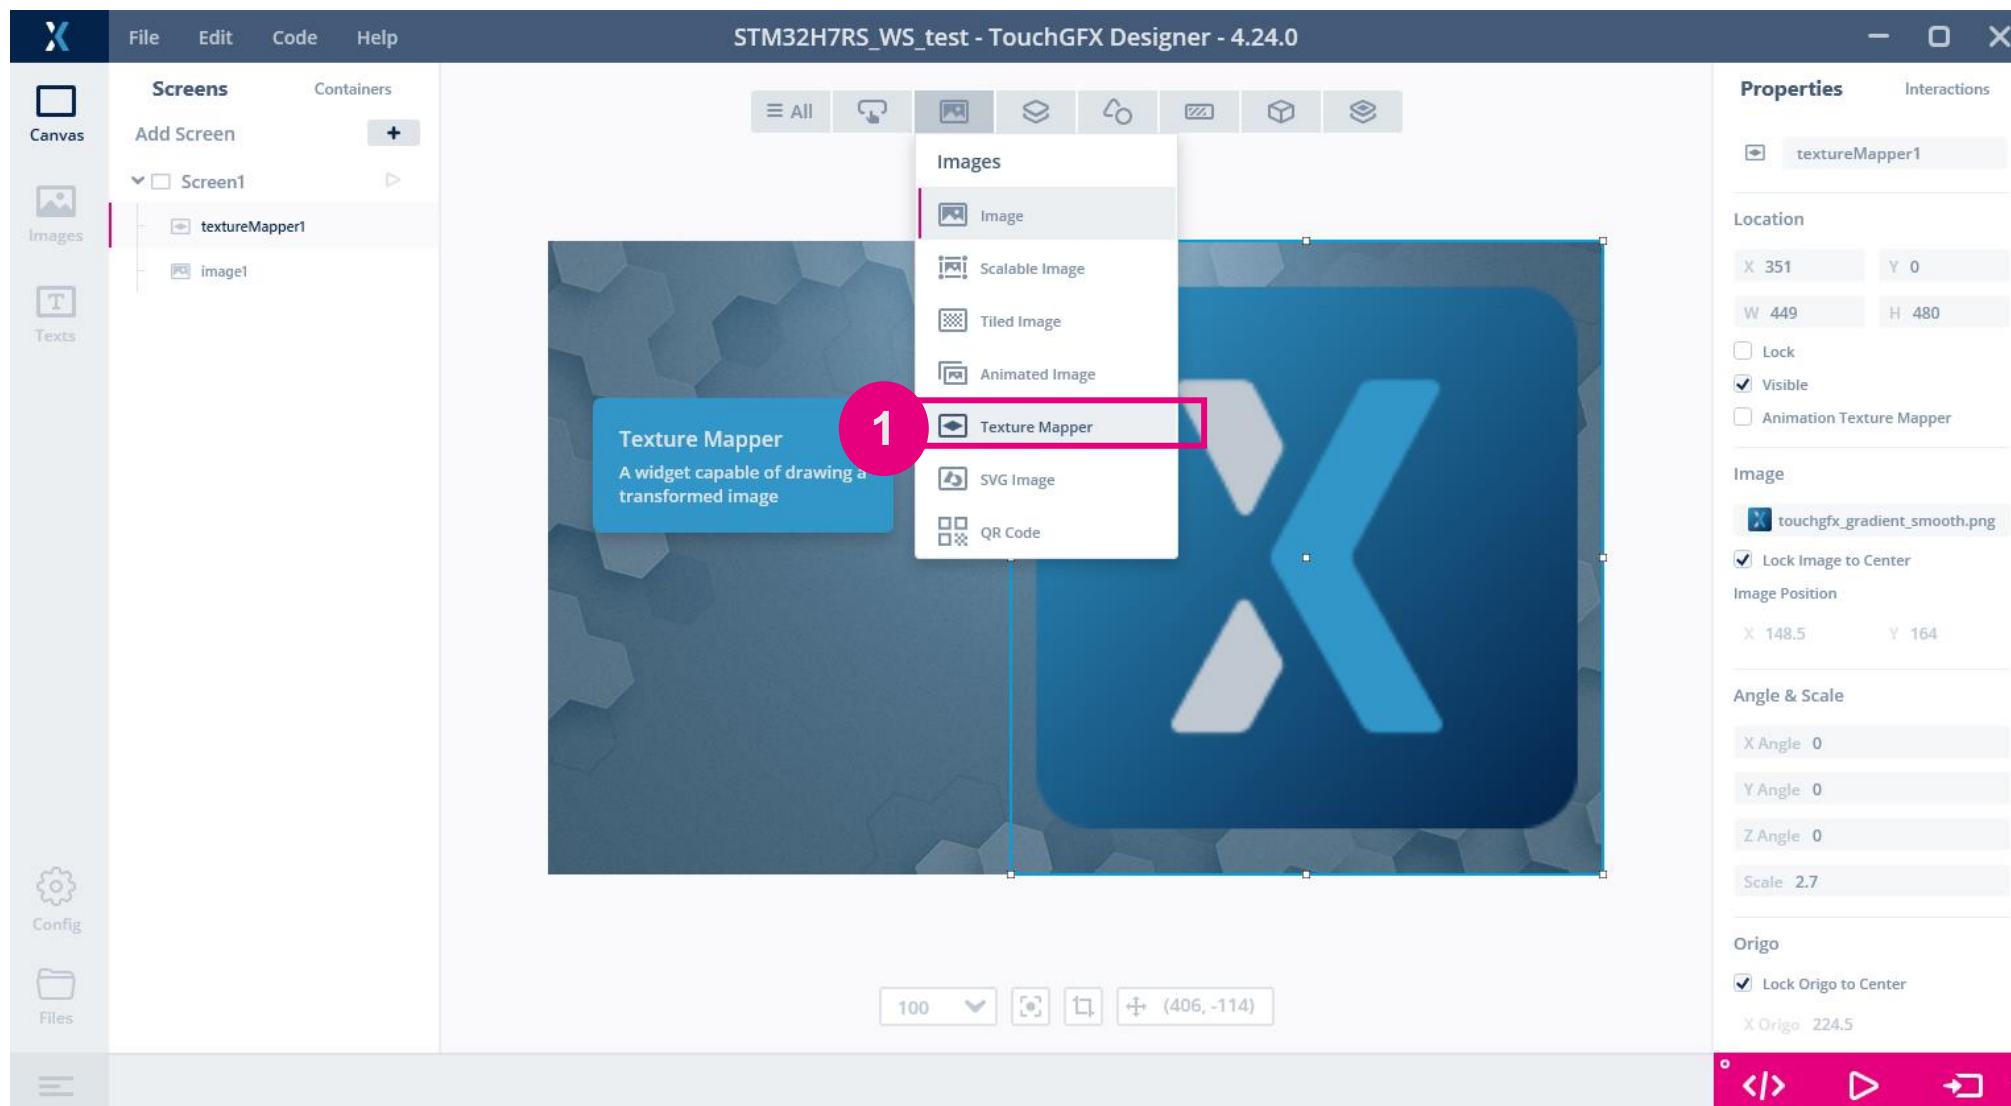 File Edit Code Help
STM32H7RS_WS_test - TouchGFX Designer - 4.24.0
Canvas
Images
Texts
Config
Files
Screens Containers
Add Screen +
Screen1
textureMapper1
image1
All
Images
Image
Scalable Image
Tiled Image
Animated Image
1 Texture Mapper
SVG Image
QR Code
Texture Mapper
A widget capable of drawing a
transformed image
100
(406, -114)
Properties Interactions
textureMapper1
Location
X 351 Y 0
W 449 H 480
Lock
Visible
Animation Texture Mapper
Image
touchgfx_gradient_smooth.png
Lock Image to Center
Image Position
X 148.5 Y 164
Angle & Scale
X Angle 0
Y Angle 0
Z Angle 0
Scale 2.7
Origo
Lock Origo to Center
X Origo 224.5